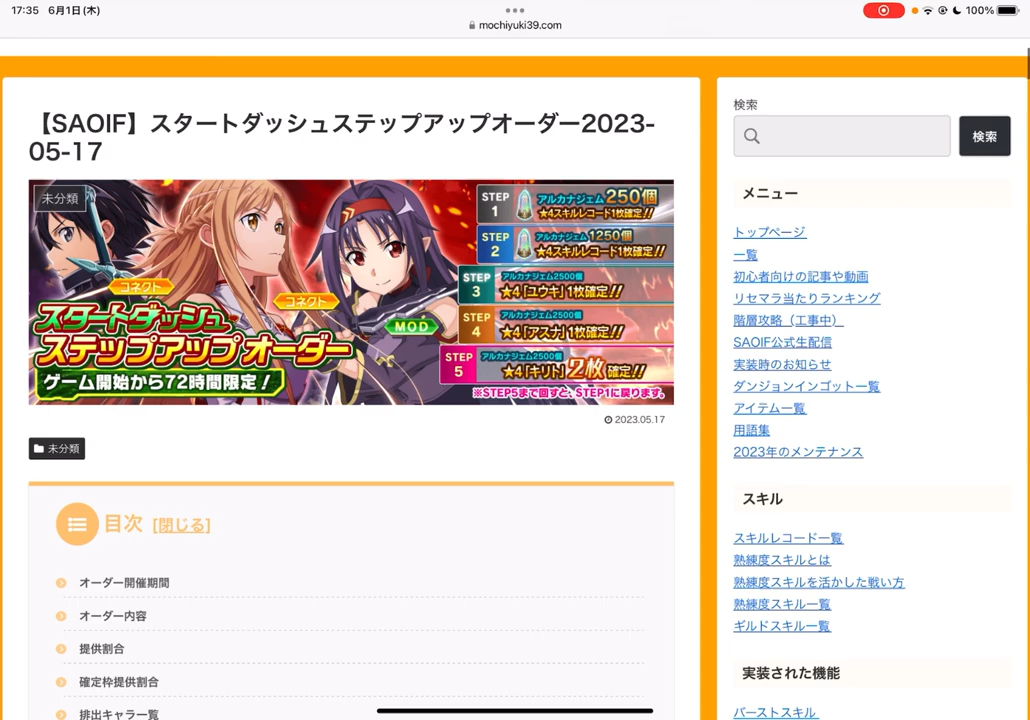 17:35 6月1日(木)
100%
mochiyuki39.com
【SAOIF】スタートダッシュステップアップオーダー2023-
05-17
未分類
コネクト
コネクト
MOD
スタートダッシュ
ステップアップ オーダー
ゲーム開始から72時間限定！
STEP 1 アルカナジェム250個
★4スキルレコード1枚確定!!
STEP 2 アルカナジェム1250個
★4スキルレコード1枚確定!!
STEP 3 アルカナジェム2500個
★4「ユウキ」1枚確定!!
STEP 4 アルカナジェム2500個
★4「アスナ」1枚確定!!
STEP 5 アルカナジェム2500個
★4「キリト」2枚確定!!
※STEP5まで回すと、STEP1に戻ります。
2023.05.17
未分類
目次 [閉じる]
オーダー開催期間
オーダー内容
提供割合
確定枠提供割合
排出キャラ一覧
検索
検索
メニュー
トップページ
一覧
初心者向けの記事や動画
リセマラ当たりランキング
階層攻略（工事中）
SAOIF公式生配信
実装時のお知らせ
ダンジョンインゴット一覧
アイテム一覧
用語集
2023年のメンテナンス
スキル
スキルレコード一覧
熟練度スキルとは
熟練度スキルを活かした戦い方
熟練度スキル一覧
ギルドスキル一覧
実装された機能
バーストスキル